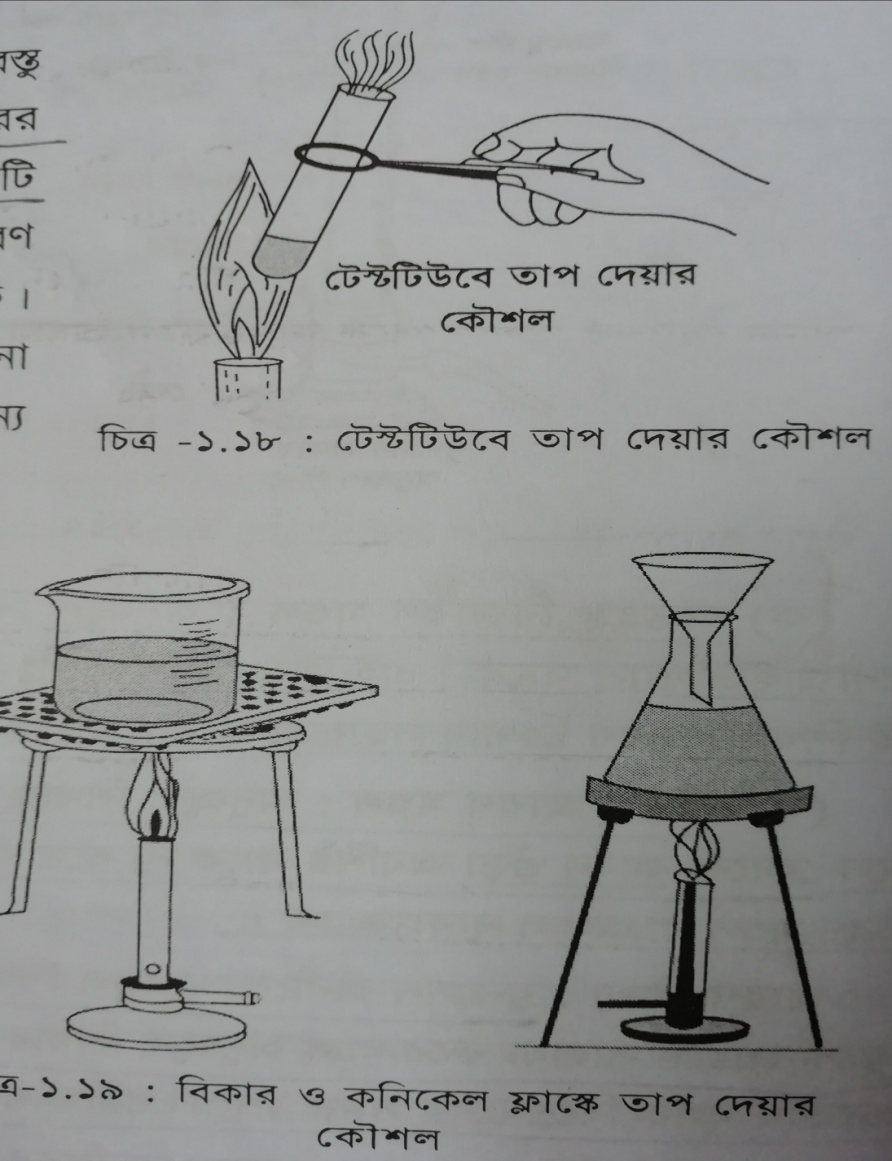 টি
না
টেস্টটিউবে তাপ দেয়ার
কৌশল
চিত্র -১.১৮ : টেস্টটিউবে তাপ দেয়ার কৌশল
-১.১৯ : বিকার ও কনিকেল ফ্লাস্কে তাপ দেয়ার
কৌশল